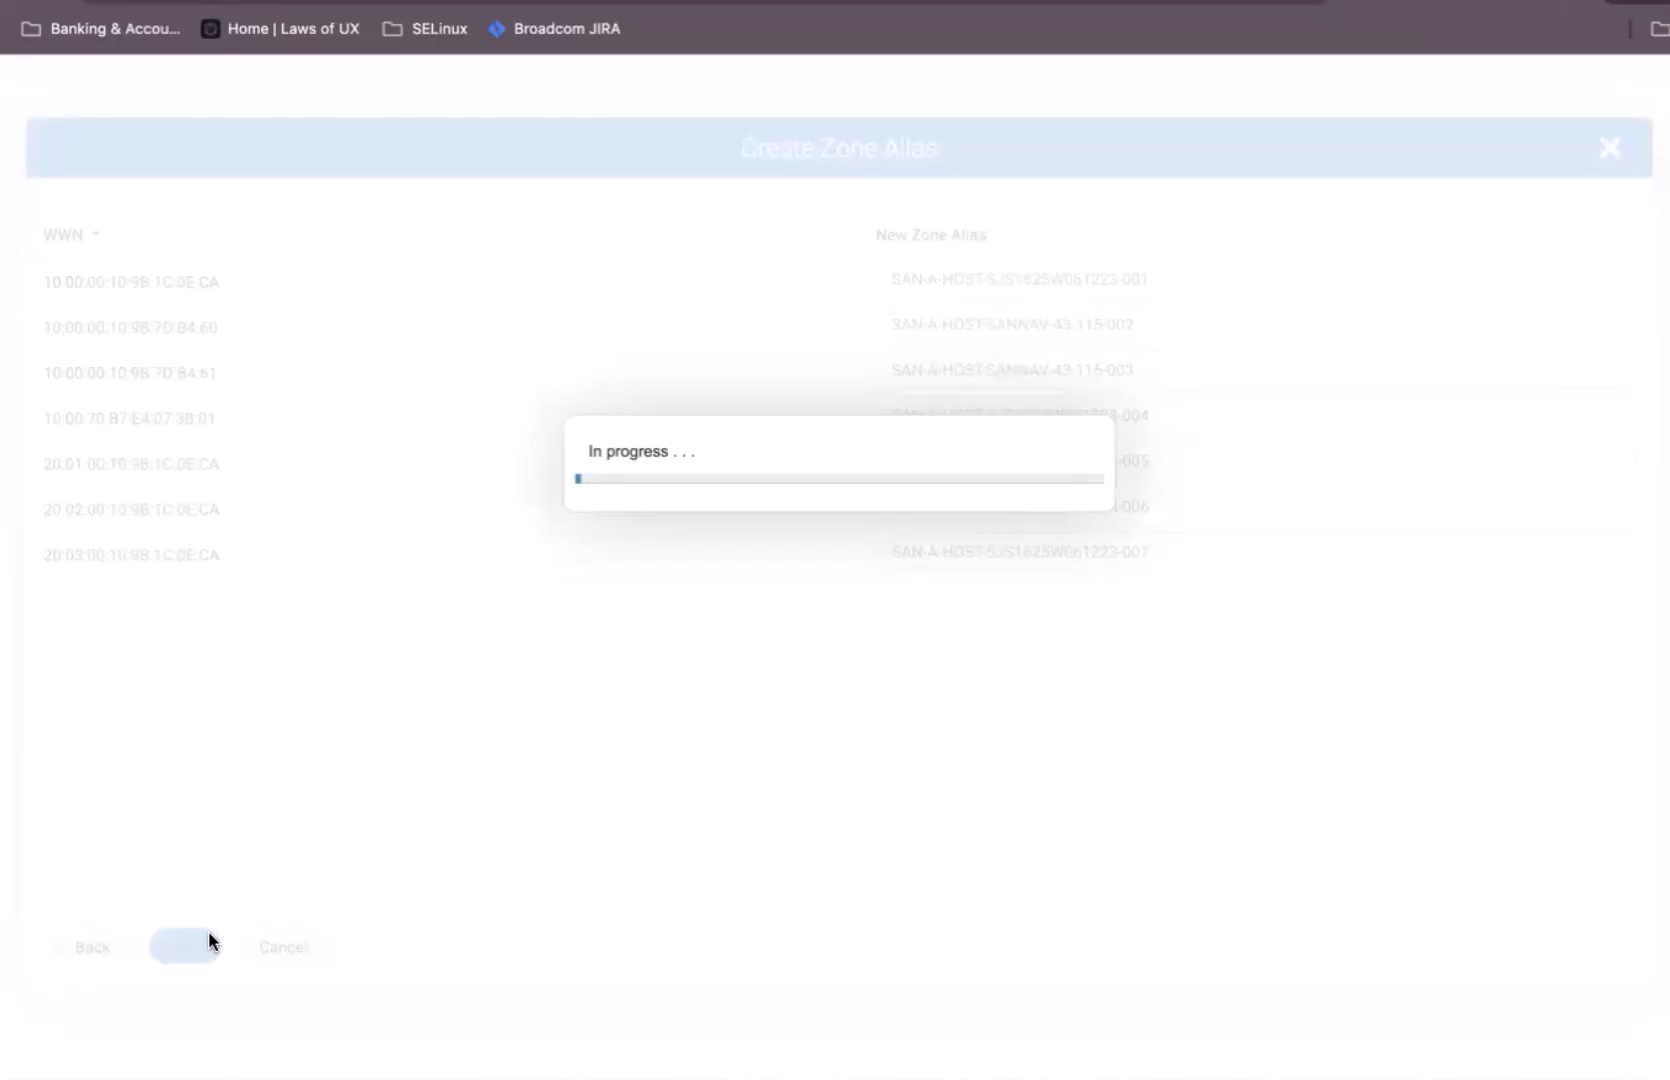 Banking & Accou... Home | Laws of UX SELinux Broadcom JIRA
Create Zone Alias
WWN New Zone Alias
10:00:00:10:9B:1C:0E:CA SAN-A-HOST-SJS1625W061223-001
10:00:00:10:9B:7D:B4:60 SAN-A-HOST-SANNAV-43-115-002
10:00:00:10:9B:7D:B4:61 SAN-A-HOST-SANNAV-43-115-003
10:00:70:B7:E4:07:3B:01 -004
20:01:00:10:9B:1C:0E:CA -005
20:02:00:10:9B:1C:0E:CA -006
20:03:00:10:9B:1C:0E:CA SAN-A-HOST-SJS1625W061223-007
In progress . . .
Back Cancel